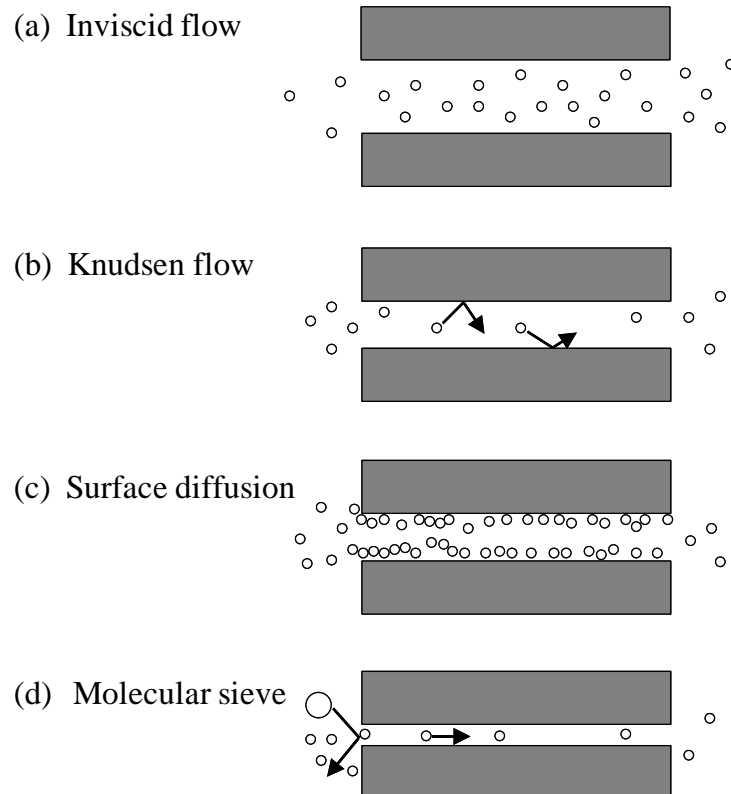 (a) Inviscid flow
(b) Knudsen flow
(c) Surface diffusion
(d) Molecular sieve